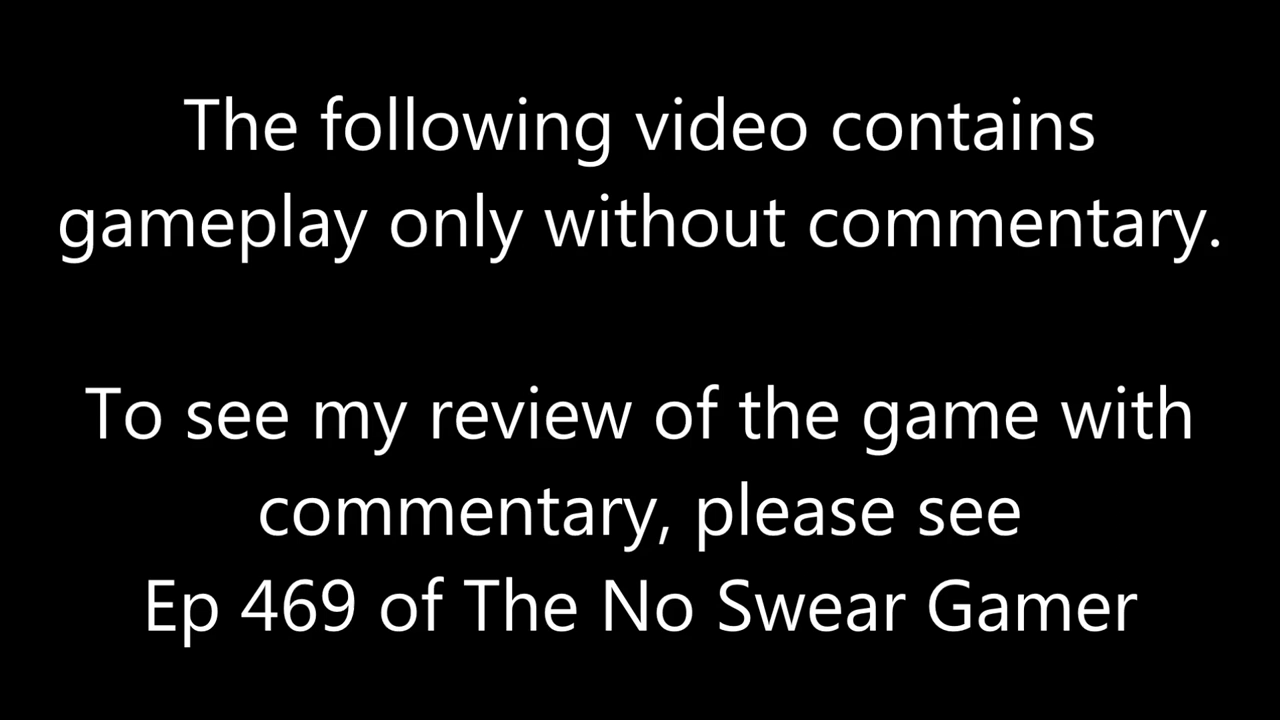 The following video contains
gameplay only without commentary.
To see my review of the game with
commentary, please see
Ep 469 of The No Swear Gamer